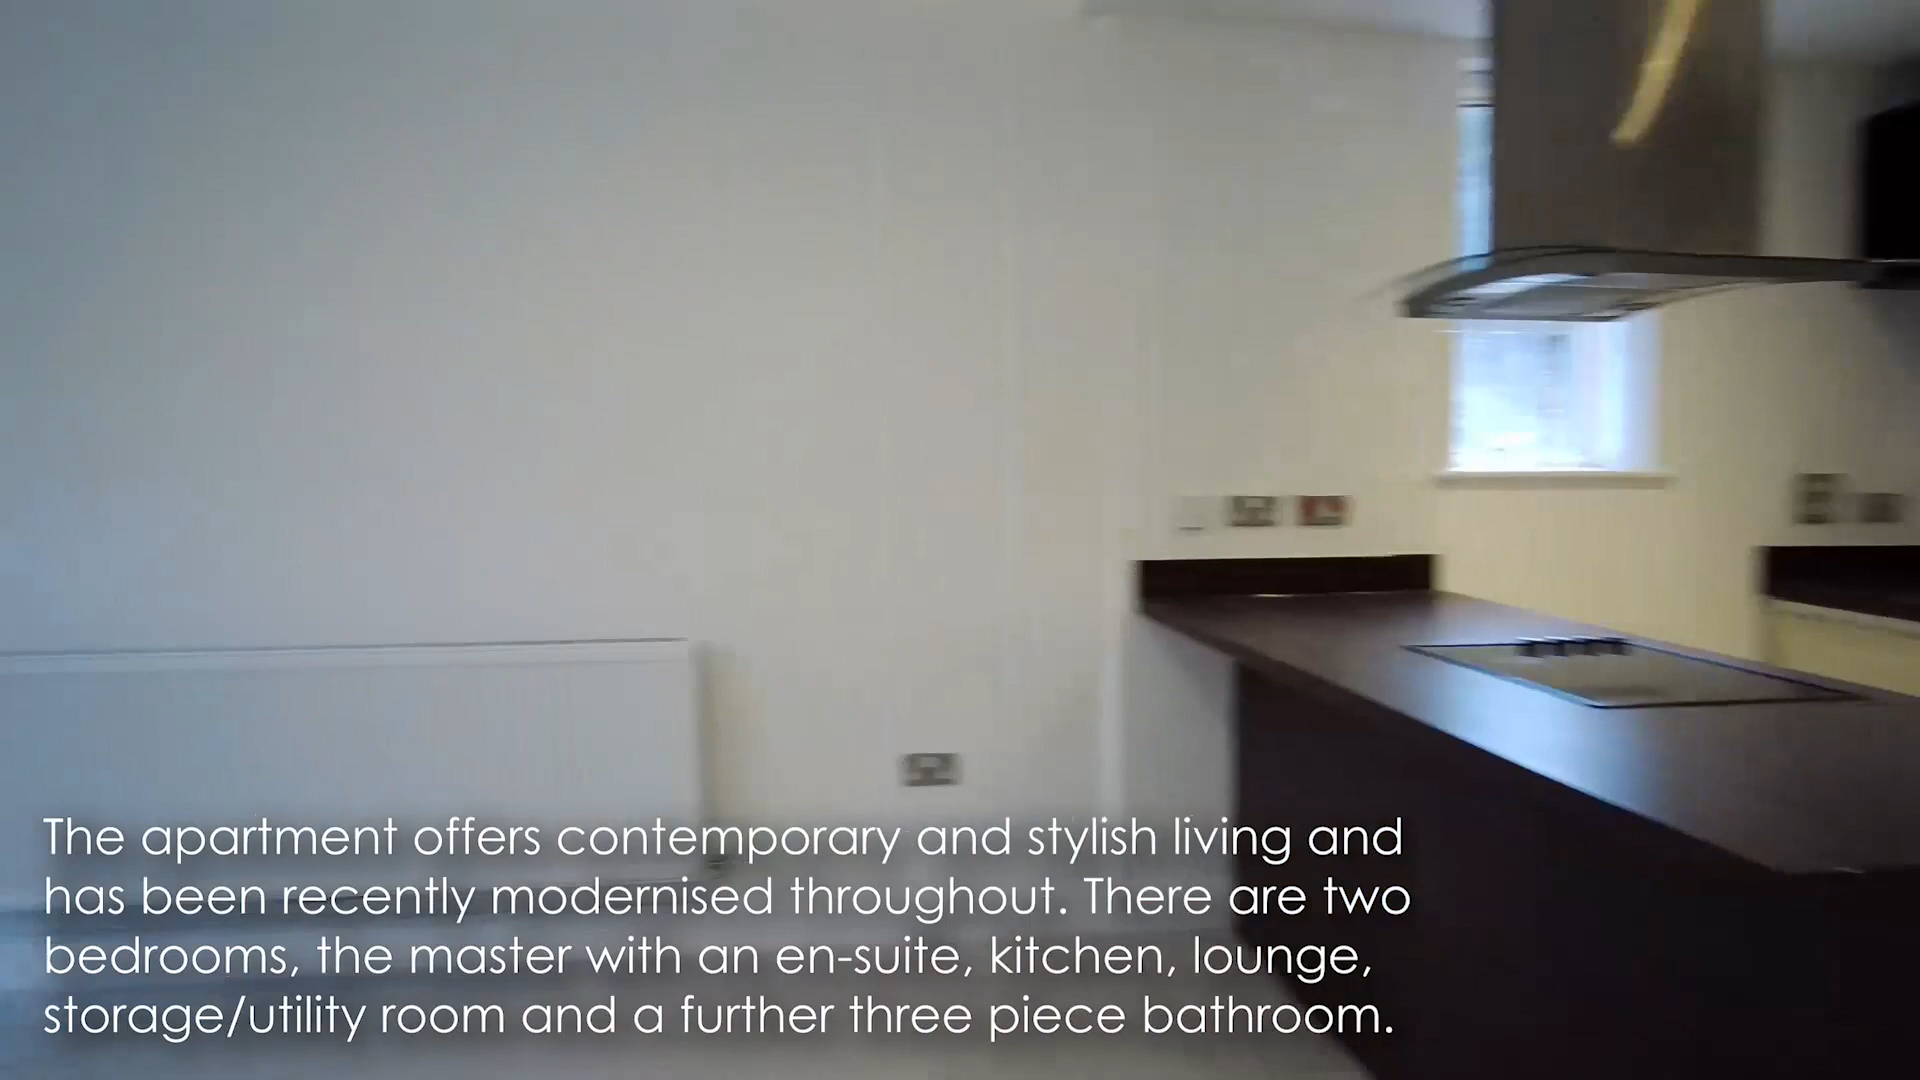 The apartment offers contemporary and stylish living and
has been recently modernised throughout. There are two
bedrooms, the master with an en-suite, kitchen, lounge,
storage/utility room and a further three piece bathroom.